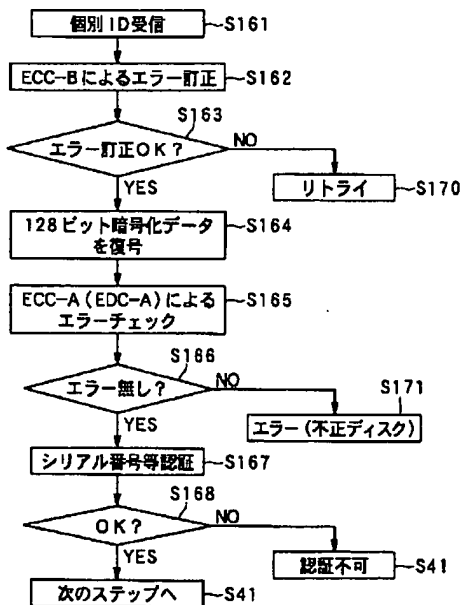 個別ID受信 S161
ECC-Bによるエラー訂正 S162
S163
エラー訂正OK? NO
YES
リトライ S170
128ビット暗号化データ
を復号 S164
ECC-A(EDC-A)による
エラーチェック S165
S166
エラー無し? NO
S171
YES
エラー(不正ディスク)
シリアル番号等認証 S167
S168
OK? NO
YES
認証不可 S41
次のステップへ S41